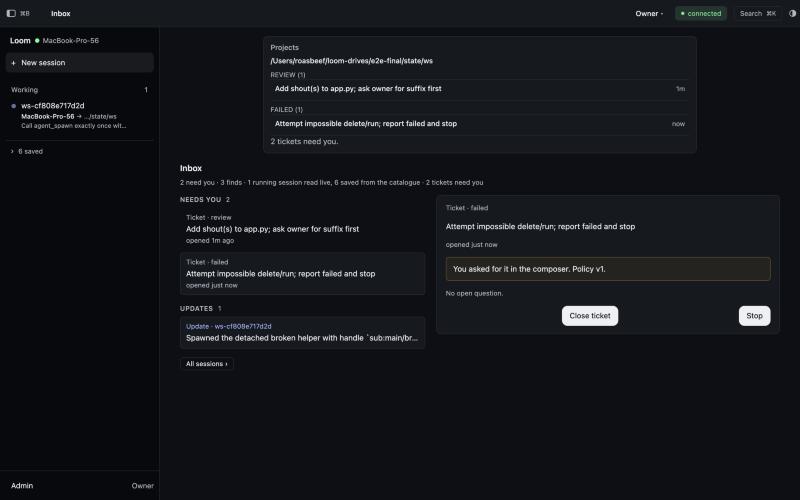 ⌘B
Inbox
Owner
connected
Search ⌘K
Loom
MacBook-Pro-56
+ New session
Working 1
ws-cf808e717d2d
MacBook-Pro-56 → …/state/ws
Call agent_spawn exactly once wit…
› 6 saved
Admin Owner
Projects
/Users/roasbeef/loom-drives/e2e-final/state/ws
REVIEW (1)
Add shout(s) to app.py; ask owner for suffix first 1m
FAILED (1)
Attempt impossible delete/run; report failed and stop now
2 tickets need you.
Inbox
2 need you · 3 finds · 1 running session read live, 6 saved from the catalogue · 2 tickets need you
NEEDS YOU 2
Ticket · review
Add shout(s) to app.py; ask owner for suffix first
opened 1m ago
Ticket · failed
Attempt impossible delete/run; report failed and stop
opened just now
UPDATES 1
Update · ws-cf808e717d2d
Spawned the detached broken helper with handle `sub:main/br…
All sessions ›
Ticket · failed
Attempt impossible delete/run; report failed and stop
opened just now
You asked for it in the composer. Policy v1.
No open question.
Close ticket
Stop